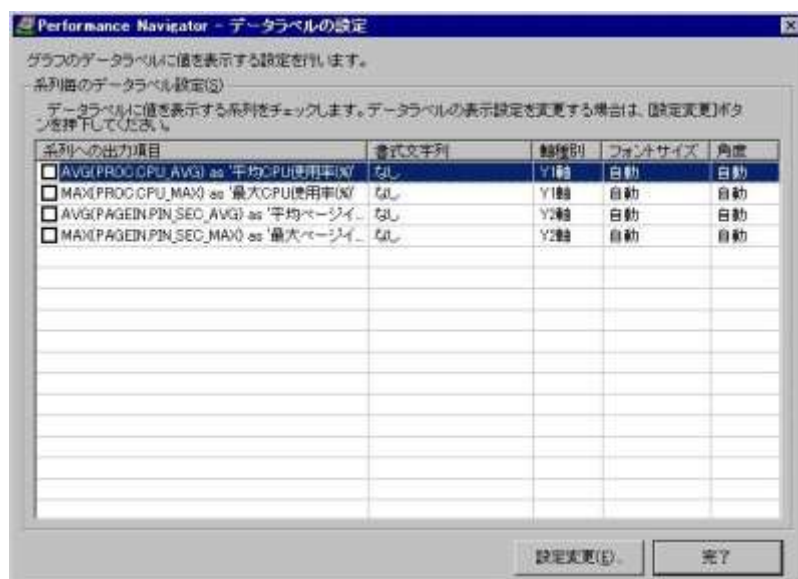 Performance Navigator - データラベルの設定
グラフのデータラベルに値を表示する設定を行います。
系列毎のデータラベル設定(S)
データラベルに値を表示する系列をチェックします。データラベルの表示設定を変更する場合は、[設定変更]ボタ
ンを押下してください。
系列への出力項目 書式文字列 軸種別 フォントサイズ 角度
AVG(PROC.CPU_AVG) as '平均CPU使用率(%)' なし Y1軸 自動 自動
MAX(PROC.CPU_MAX) as '最大CPU使用率(%)' なし Y1軸 自動 自動
AVG(PAGEIN.PIN_SEC_AVG) as '平均ページイ... なし Y2軸 自動 自動
MAX(PAGEIN.PIN_SEC_MAX) as '最大ページイ... なし Y2軸 自動 自動
設定変更(E)... 完了